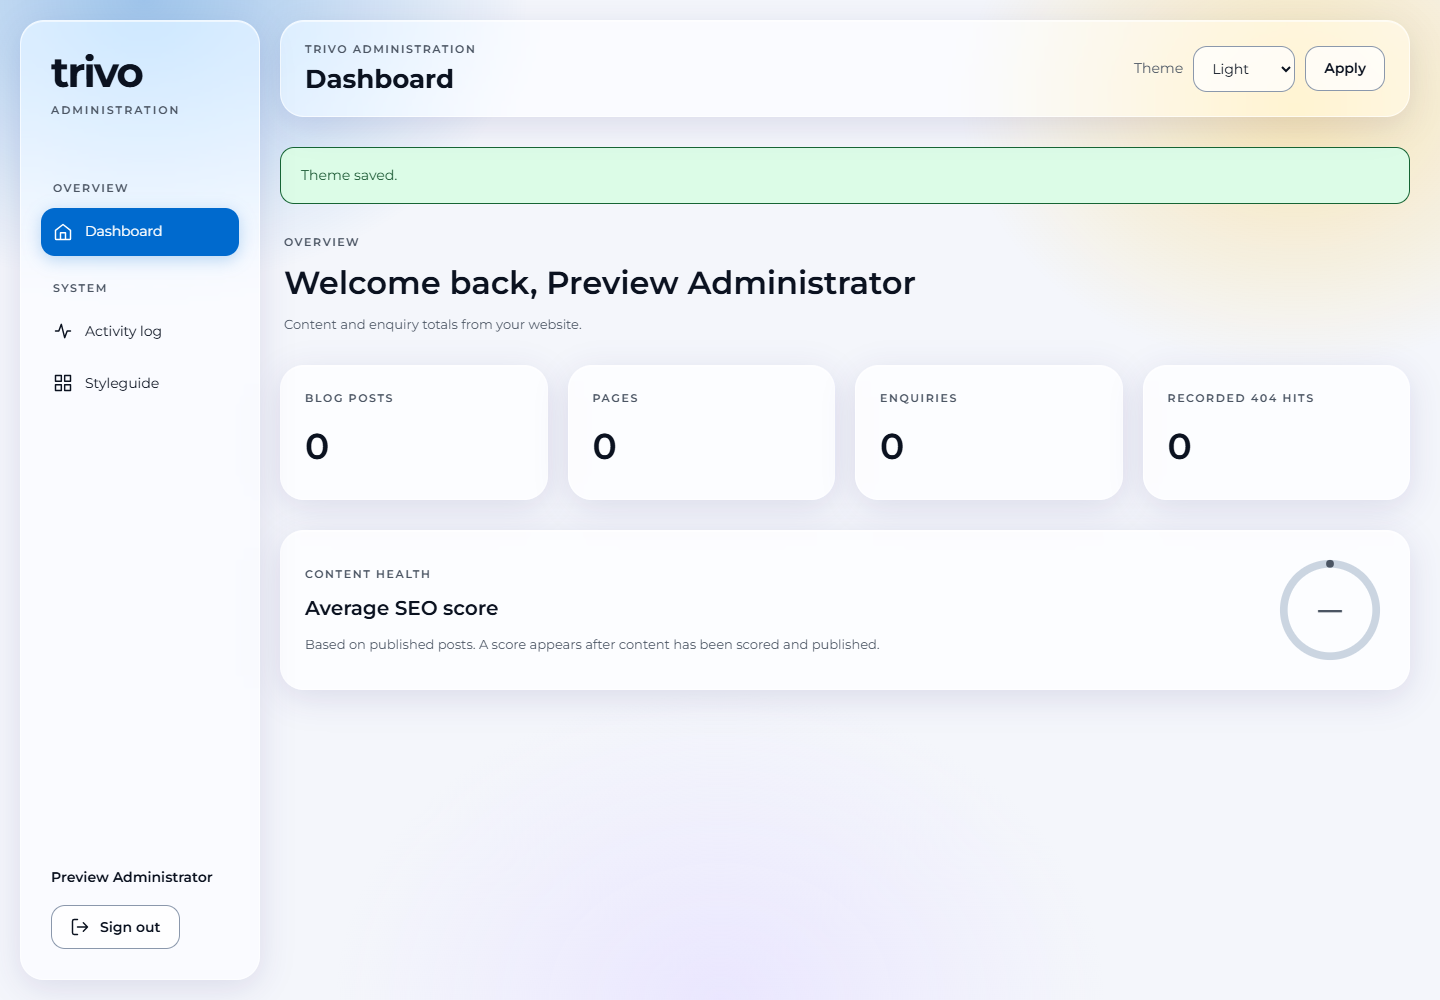 trivo
ADMINISTRATION
OVERVIEW
Dashboard
SYSTEM
Activity log
Styleguide
Preview Administrator
Sign out
TRIVO ADMINISTRATION
Dashboard
Theme
Light
Apply
Theme saved.
OVERVIEW
Welcome back, Preview Administrator
Content and enquiry totals from your website.
BLOG POSTS
0
PAGES
0
ENQUIRIES
0
RECORDED 404 HITS
0
CONTENT HEALTH
Average SEO score
Based on published posts. A score appears after content has been scored and published.
—